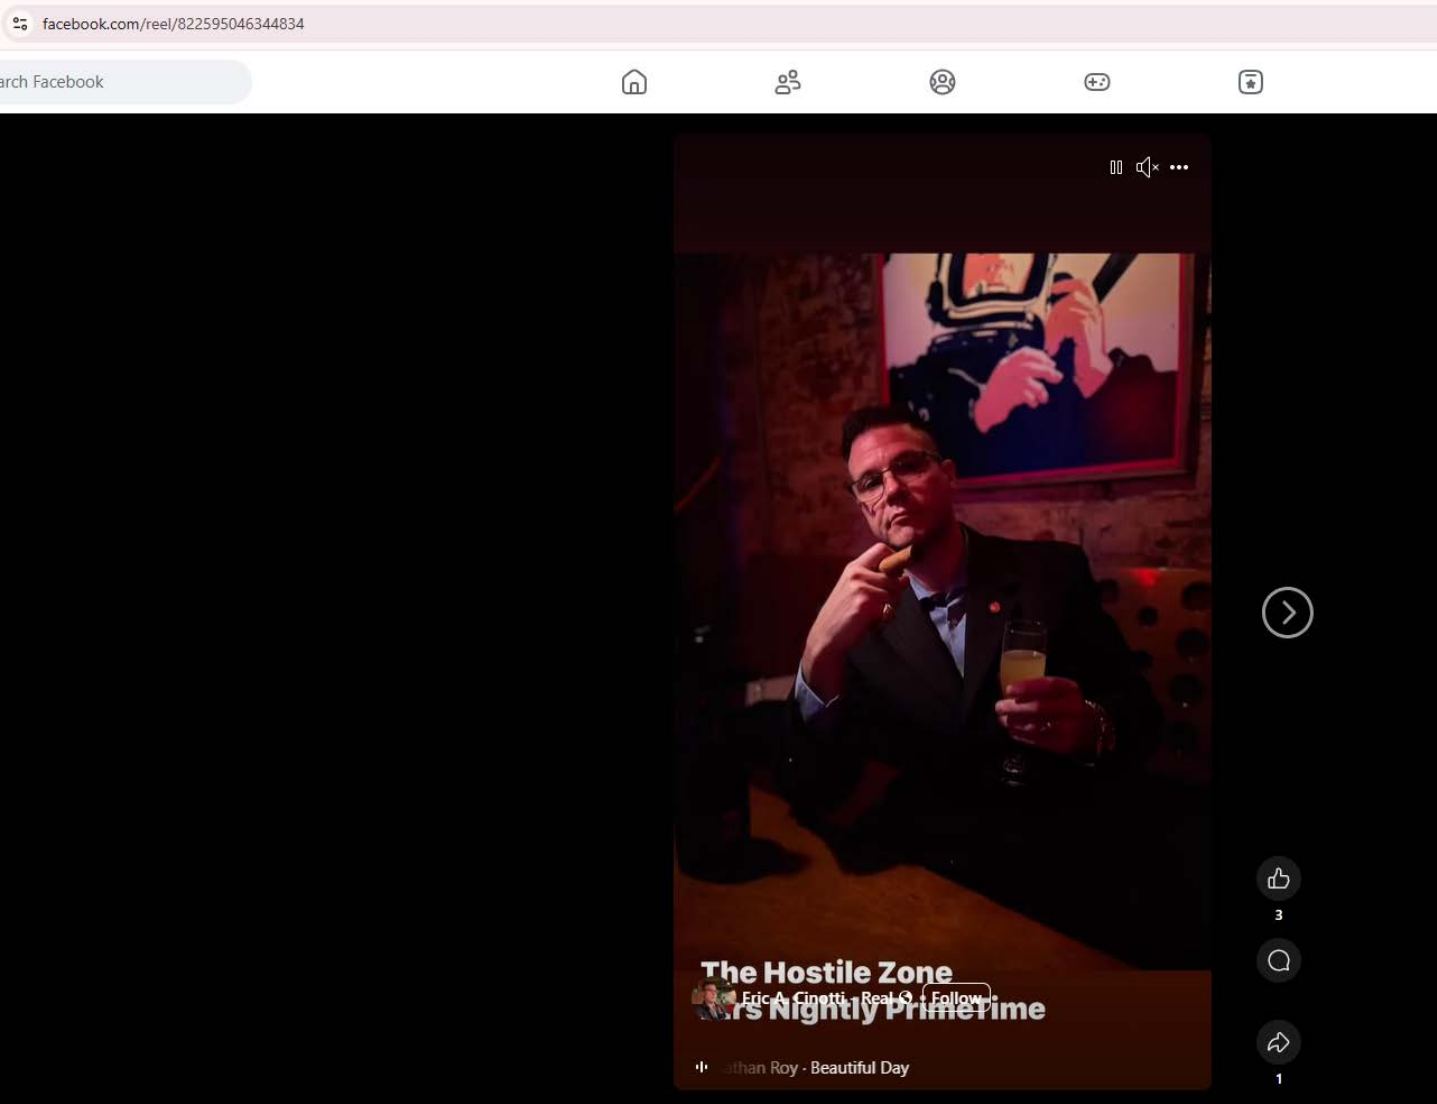 facebook.com/reel/822595046344834
arch Facebook
The Hostile Zone
Eric A. Cinotti - Real · Follow
rs Nightly PrimeTime
than Roy · Beautiful Day
3
1